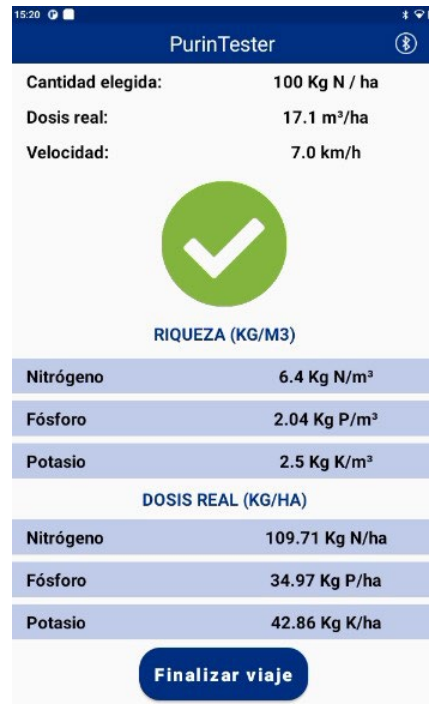 15:20
PurinTester
Cantidad elegida: 100 Kg N / ha
Dosis real: 17.1 m³/ha
Velocidad: 7.0 km/h
RIQUEZA (KG/M3)
Nitrógeno 6.4 Kg N/m³
Fósforo 2.04 Kg P/m³
Potasio 2.5 Kg K/m³
DOSIS REAL (KG/HA)
Nitrógeno 109.71 Kg N/ha
Fósforo 34.97 Kg P/ha
Potasio 42.86 Kg K/ha
Finalizar viaje